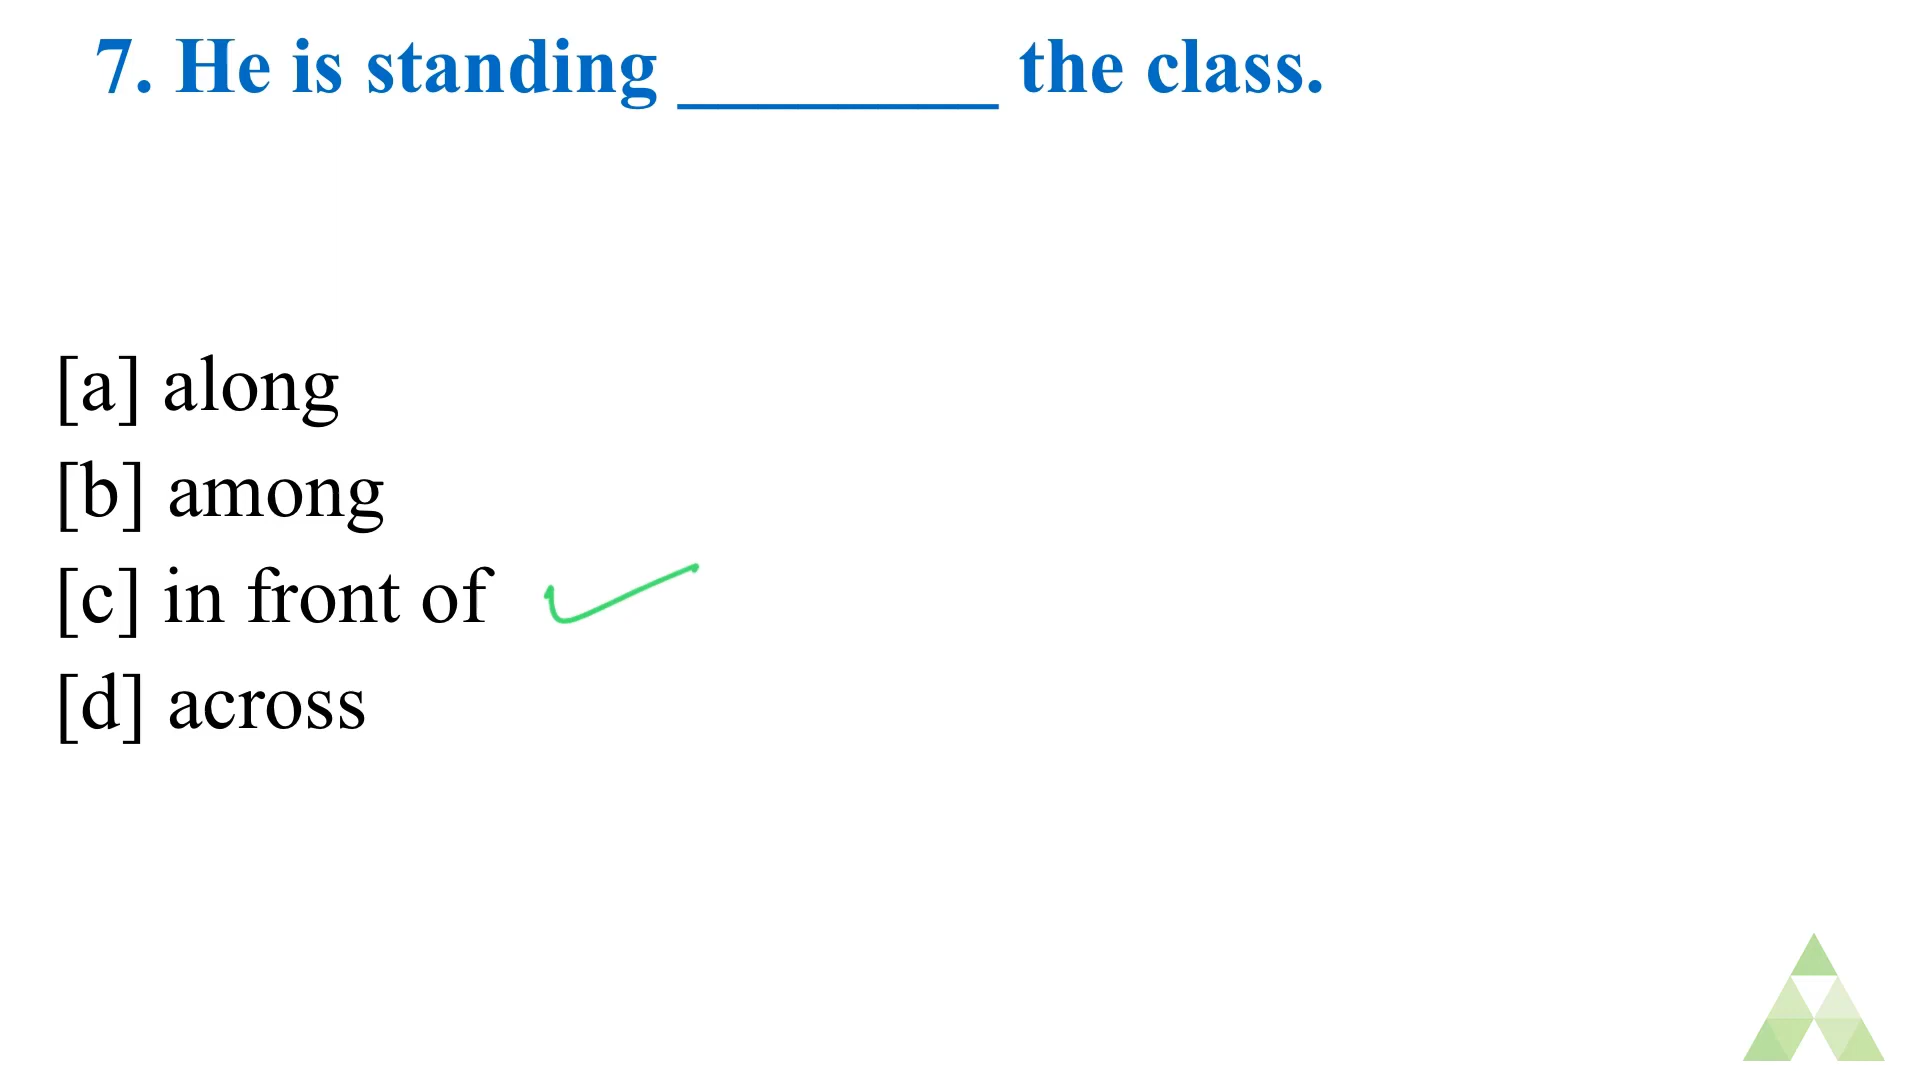 7. He is standing ________ the class.
[a] along
[b] among
[c] in front of
[d] across